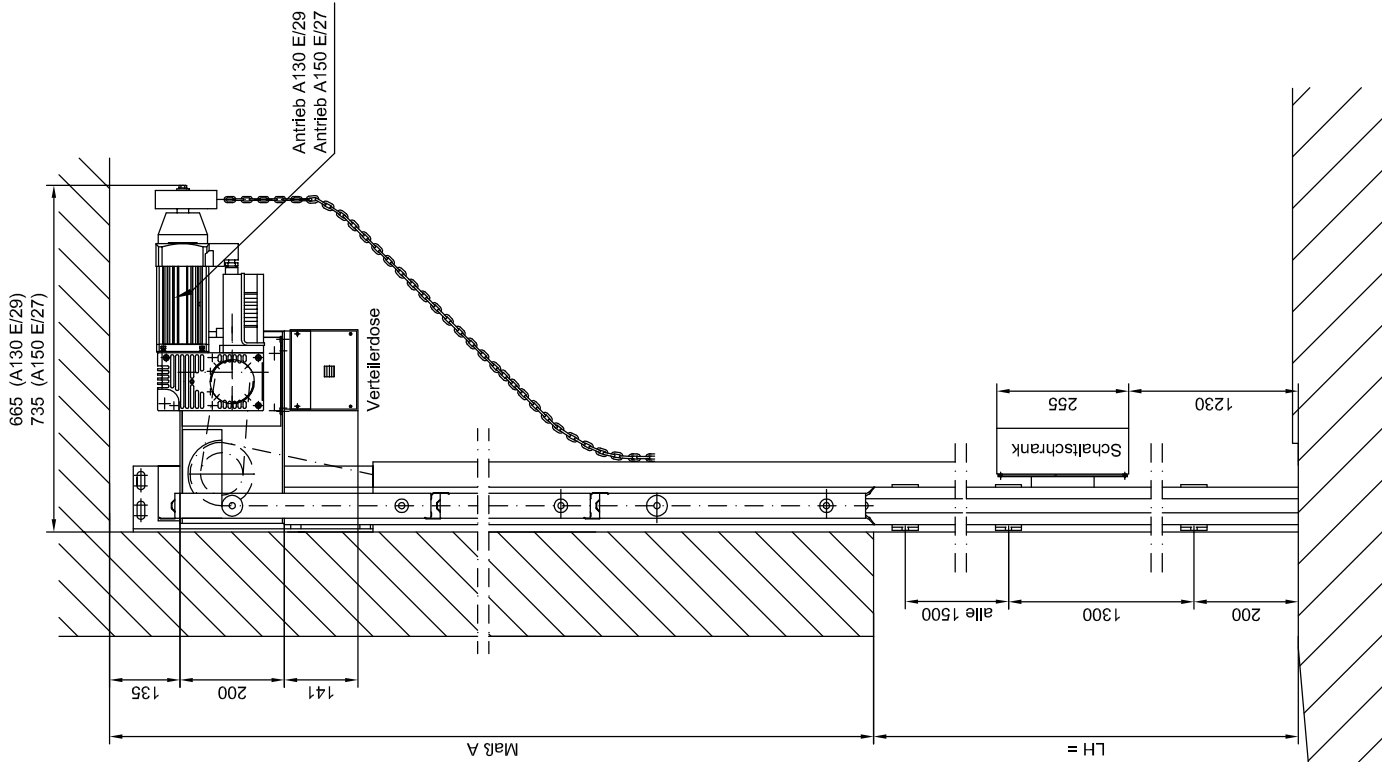 665 (A130 E/29)
735 (A150 E/27)
Antrieb A130 E/29
Antrieb A150 E/27
Verteilerdose
135
200
141
Maß A
255
Schaltschrank
1230
alle 1500
1300
200
LH =